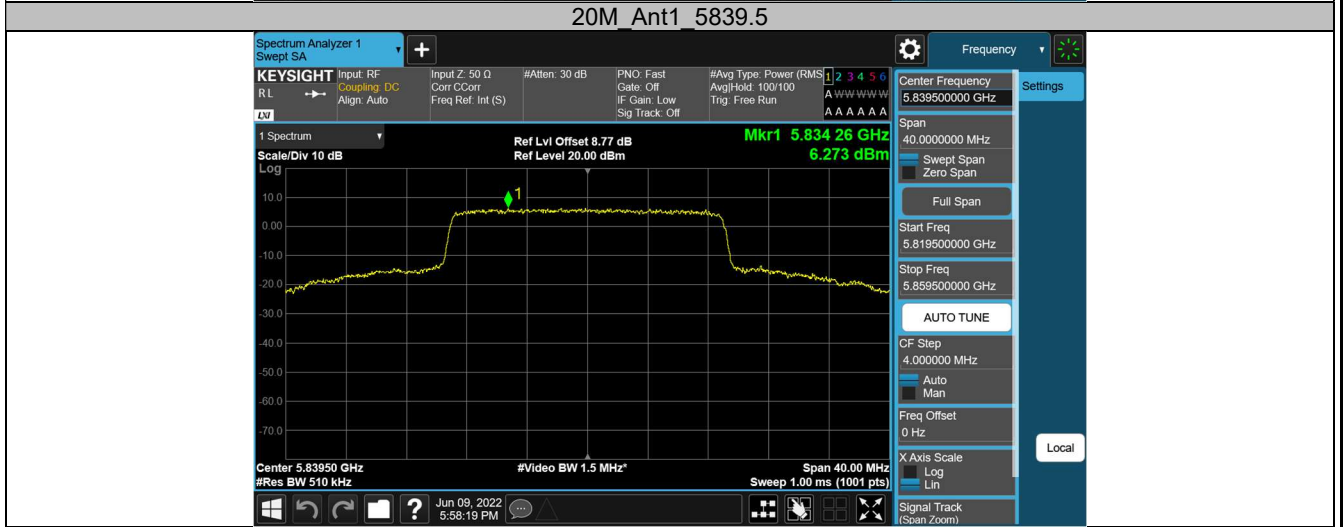 20M_Ant1_5839.5
Spectrum Analyzer 1
Swept SA
+
Frequency
KEYSIGHT
RL
LXI
Input: RF
Coupling: DC
Align: Auto
Input Z: 50 Ω
Corr CCorr
Freq Ref: Int (S)
#Atten: 30 dB
PNO: Fast
Gate: Off
IF Gain: Low
Sig Track: Off
#Avg Type: Power (RMS
Avg|Hold: 100/100
Trig: Free Run
1 2 3 4 5 6
A W W W W W
A A A A A A
1 Spectrum
Scale/Div 10 dB
Log
Ref Lvl Offset 8.77 dB
Ref Level 20.00 dBm
Mkr1 5.834 26 GHz
6.273 dBm
1
10.0
0.00
-10.0
-20.0
-30.0
-40.0
-50.0
-60.0
-70.0
Center 5.83950 GHz
#Res BW 510 kHz
#Video BW 1.5 MHz*
Span 40.00 MHz
Sweep 1.00 ms (1001 pts)
Center Frequency
5.839500000 GHz
Settings
Span
40.0000000 MHz
Swept Span
Zero Span
Full Span
Start Freq
5.819500000 GHz
Stop Freq
5.859500000 GHz
AUTO TUNE
CF Step
4.000000 MHz
Auto
Man
Freq Offset
0 Hz
X Axis Scale
Log
Lin
Local
Signal Track
(Span Zoom)
?
Jun 09, 2022
5:58:19 PM